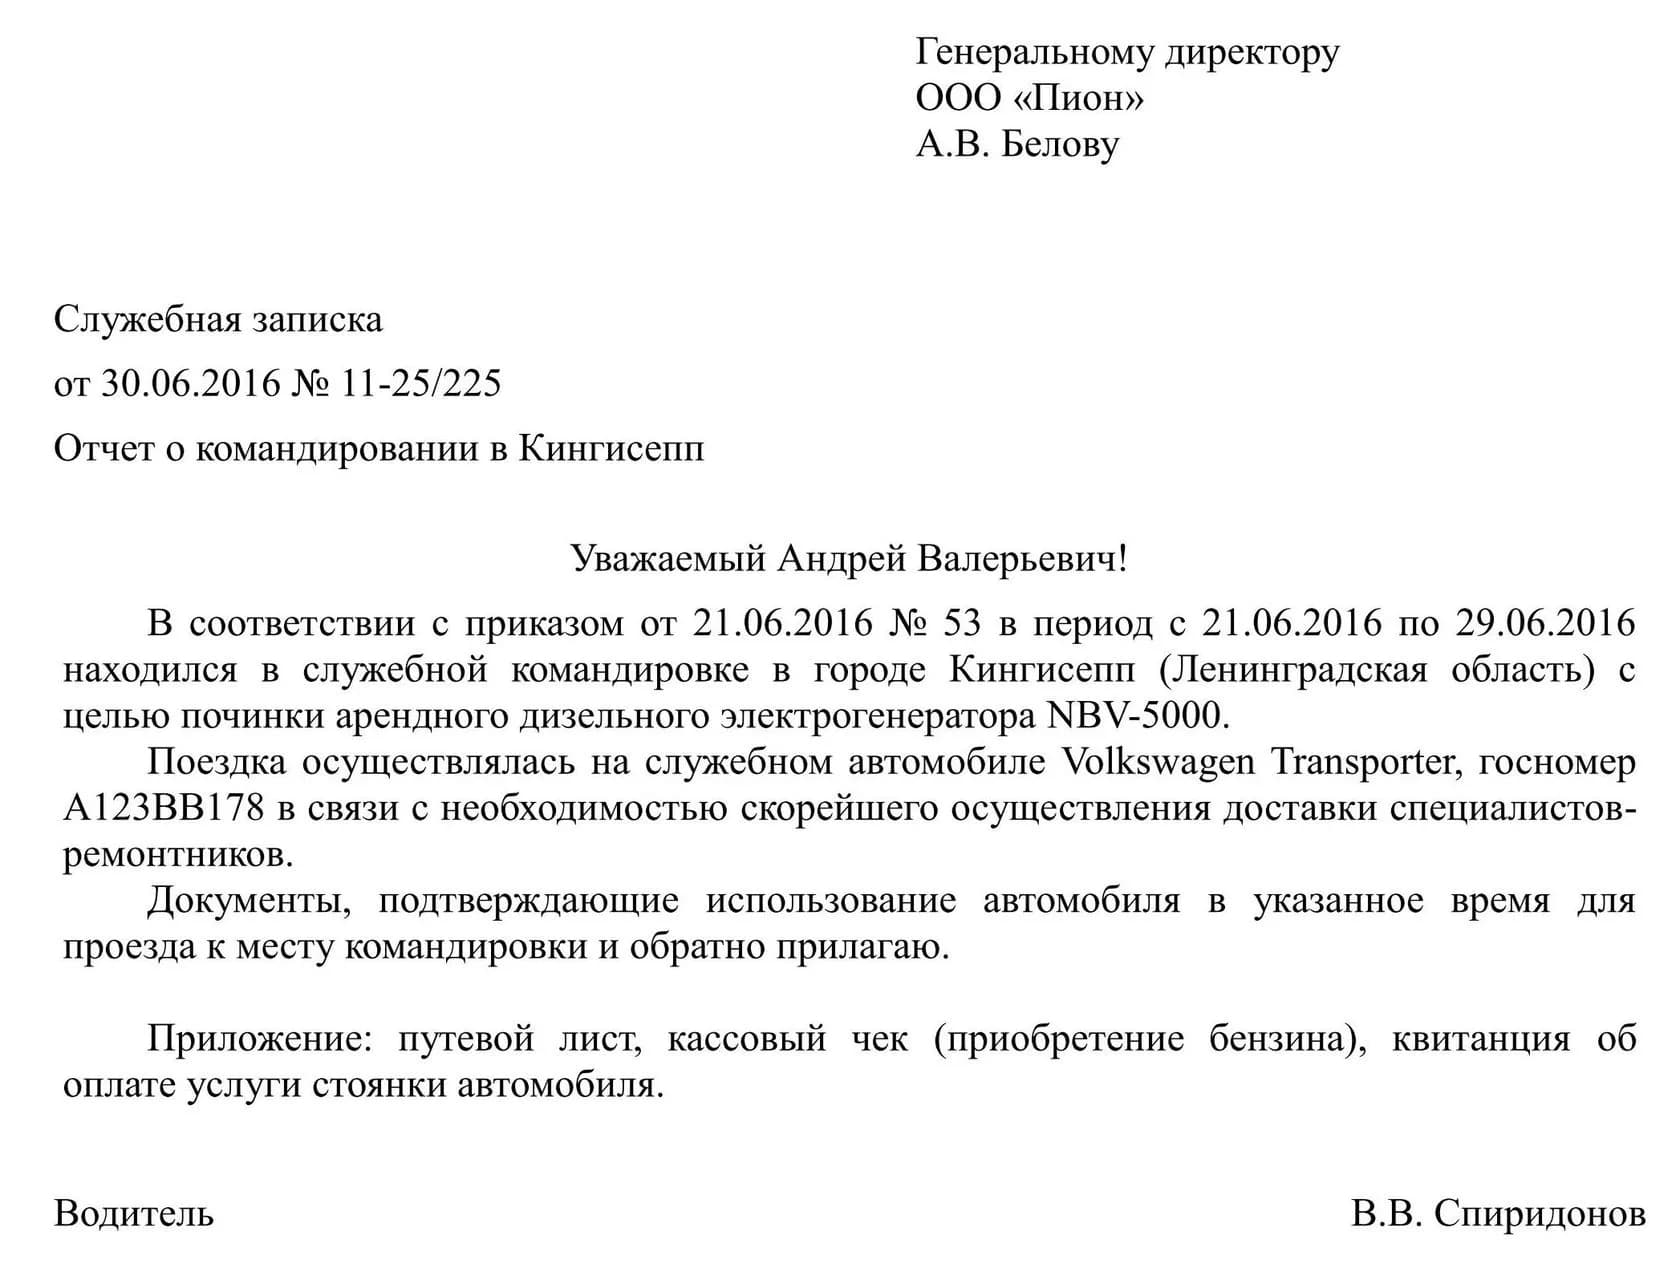 Генеральному директору
ООО «Пион»
А.В. Белову
Служебная записка
от 30.06.2016 № 11-25/225
Отчет о командировании в Кингисепп
Уважаемый Андрей Валерьевич!
В соответствии с приказом от 21.06.2016 № 53 в период с 21.06.2016 по 29.06.2016
находился в служебной командировке в городе Кингисепп (Ленинградская область) с
целью починки арендного дизельного электрогенератора NBV-5000.
Поездка осуществлялась на служебном автомобиле Volkswagen Transporter, госномер
А123ВВ178 в связи с необходимостью скорейшего осуществления доставки специалистов-
ремонтников.
Документы, подтверждающие использование автомобиля в указанное время для
проезда к месту командировки и обратно прилагаю.
Приложение: путевой лист, кассовый чек (приобретение бензина), квитанция об
оплате услуги стоянки автомобиля.
Водитель
В.В. Спиридонов